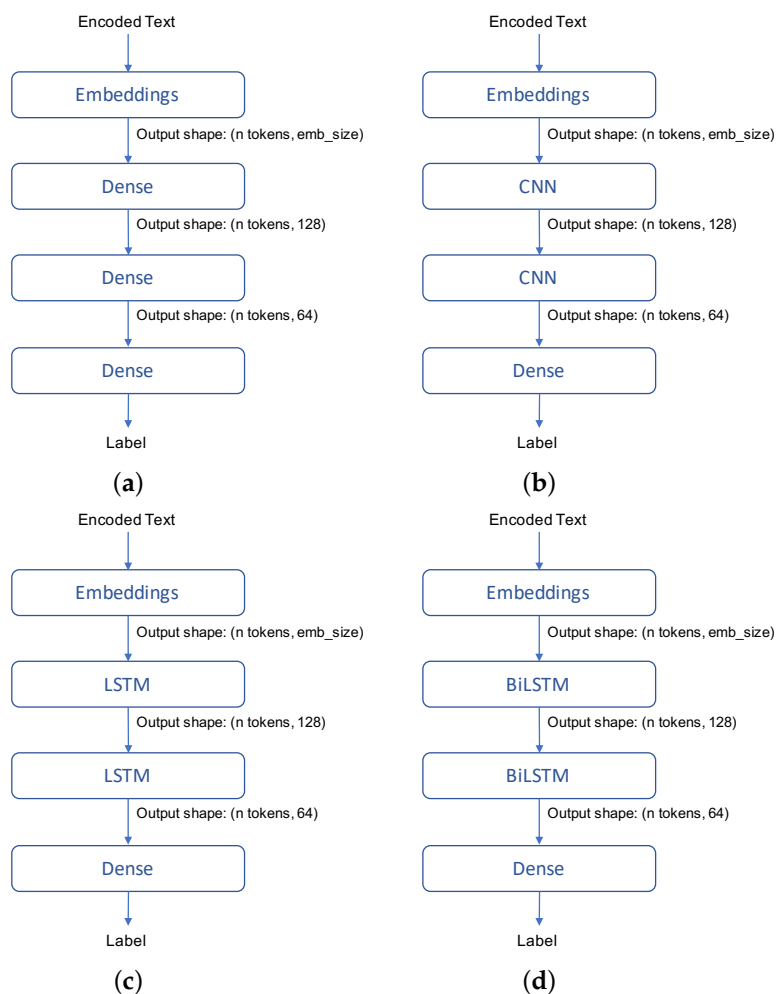 Encoded Text
Embeddings
Output shape: (n tokens, emb_size)
Dense
Output shape: (n tokens, 128)
Dense
Output shape: (n tokens, 64)
Dense
Label
(a)
Encoded Text
Embeddings
Output shape: (n tokens, emb_size)
CNN
Output shape: (n tokens, 128)
CNN
Output shape: (n tokens, 64)
Dense
Label
(b)
Encoded Text
Embeddings
Output shape: (n tokens, emb_size)
LSTM
Output shape: (n tokens, 128)
LSTM
Output shape: (n tokens, 64)
Dense
Label
(c)
Encoded Text
Embeddings
Output shape: (n tokens, emb_size)
BiLSTM
Output shape: (n tokens, 128)
BiLSTM
Output shape: (n tokens, 64)
Dense
Label
(d)